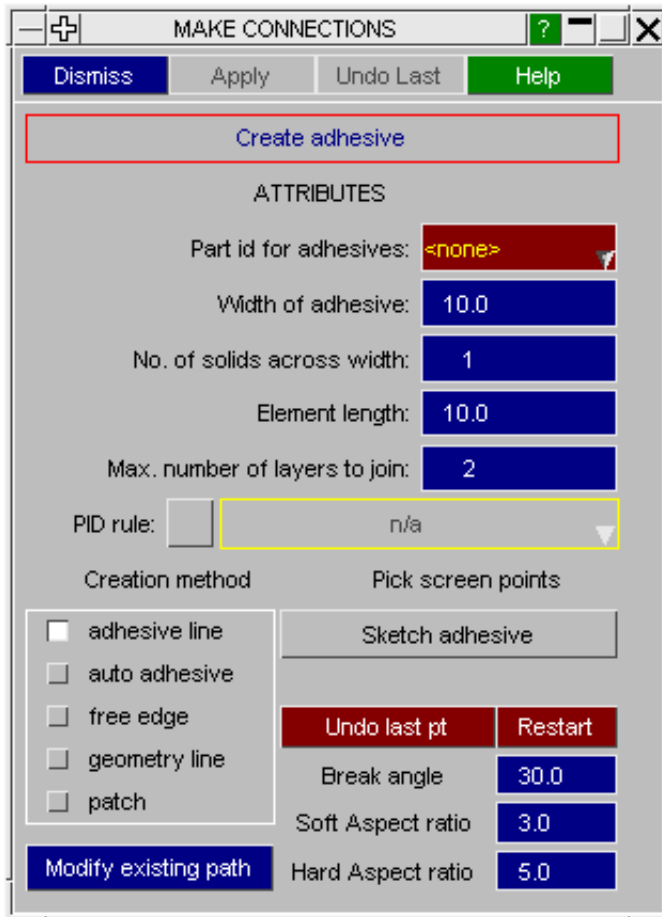 MAKE CONNECTIONS ?
Dismiss Apply Undo Last Help
Create adhesive
ATTRIBUTES
Part id for adhesives: <none>
Width of adhesive: 10.0
No. of solids across width: 1
Element length: 10.0
Max. number of layers to join: 2
PID rule: n/a
Creation method Pick screen points
adhesive line Sketch adhesive
auto adhesive
free edge
Undo last pt Restart
geometry line
Break angle 30.0
patch
Soft Aspect ratio 3.0
Modify existing path Hard Aspect ratio 5.0